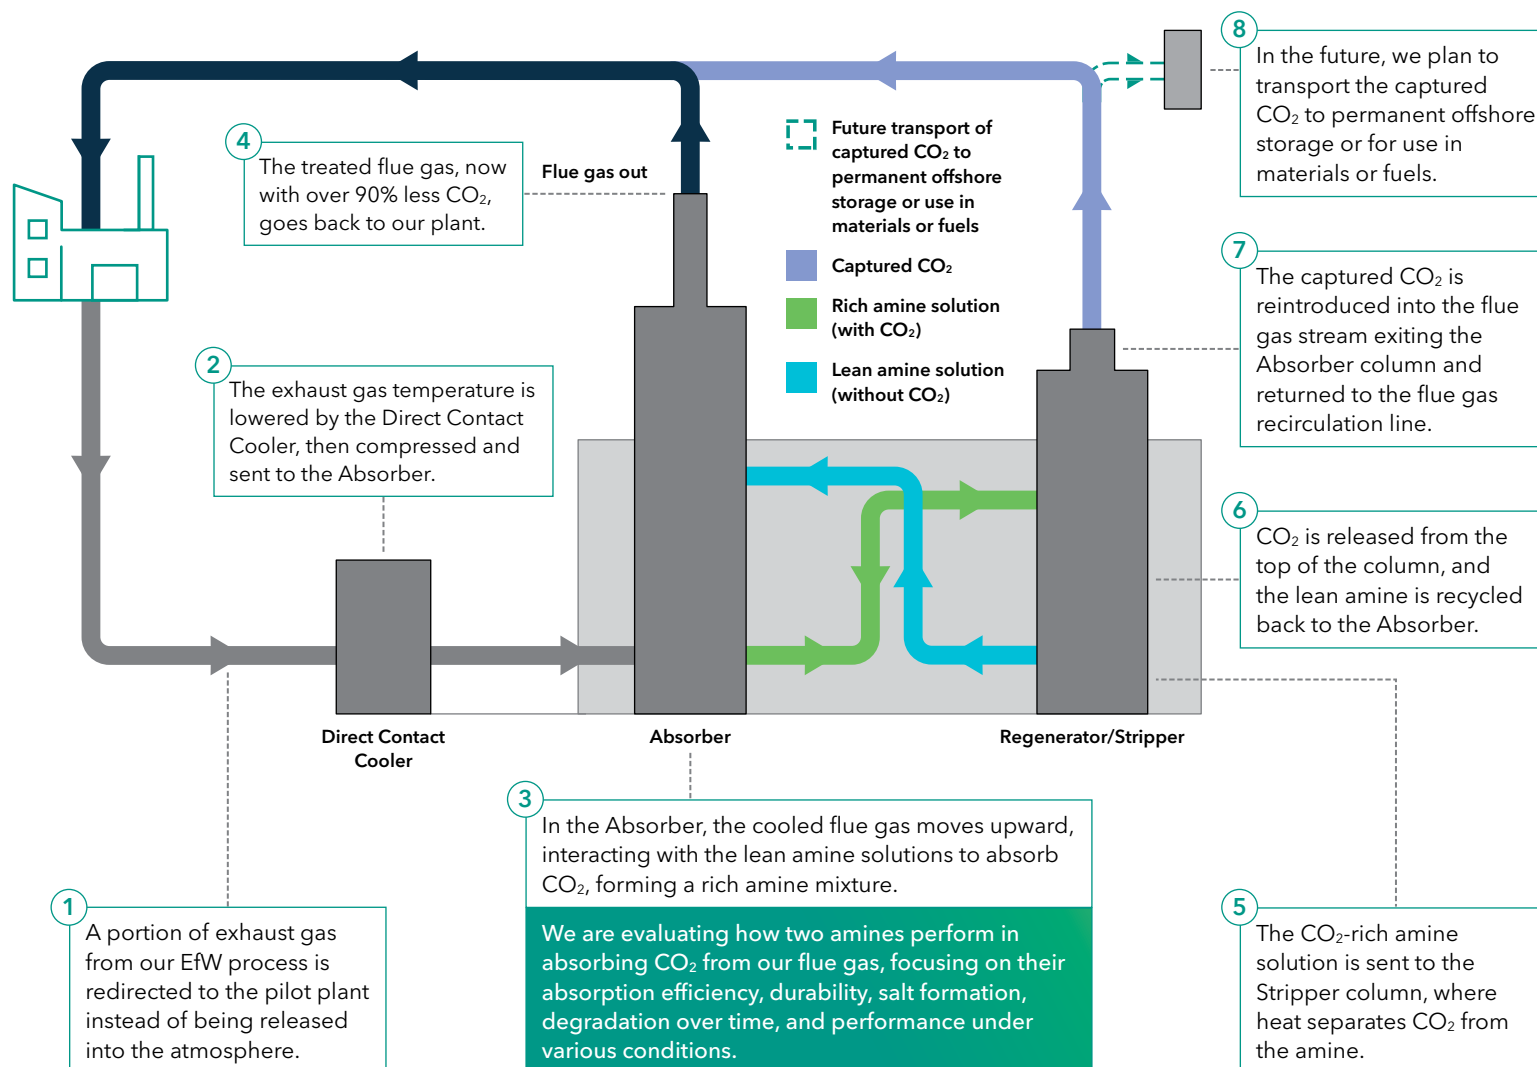 8
In the future, we plan to
transport the captured
CO₂ to permanent offshore
storage or for use in
materials or fuels.
4
The treated flue gas, now
with over 90% less CO₂,
goes back to our plant.
Flue gas out
Future transport of
captured CO₂ to
permanent offshore
storage or use in
materials or fuels
Captured CO₂
Rich amine solution
(with CO₂)
Lean amine solution
(without CO₂)
7
The captured CO₂ is
reintroduced into the flue
gas stream exiting the
Absorber column and
returned to the flue gas
recirculation line.
2
The exhaust gas temperature is
lowered by the Direct Contact
Cooler, then compressed and
sent to the Absorber.
6
CO₂ is released from the
top of the column, and
the lean amine is recycled
back to the Absorber.
Direct Contact
Cooler
Absorber
Regenerator/Stripper
3
In the Absorber, the cooled flue gas moves upward,
interacting with the lean amine solutions to absorb
CO₂, forming a rich amine mixture.
We are evaluating how two amines perform in
absorbing CO₂ from our flue gas, focusing on their
absorption efficiency, durability, salt formation,
degradation over time, and performance under
various conditions.
1
A portion of exhaust gas
from our EfW process is
redirected to the pilot plant
instead of being released
into the atmosphere.
5
The CO₂-rich amine
solution is sent to the
Stripper column, where
heat separates CO₂ from
the amine.